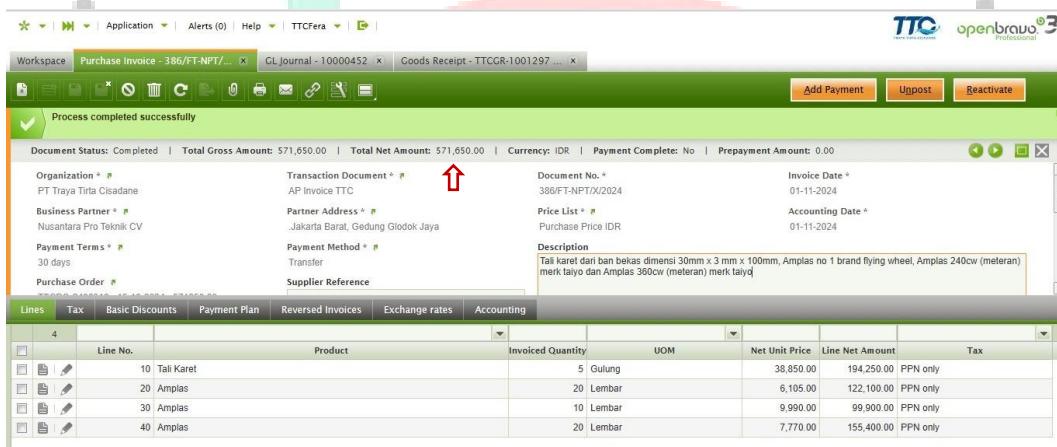 Application Alerts (0) Help TTCFera
TTC openbravo 3
Professional
Workspace Purchase Invoice - 386/FT-NPT/... x GL Journal - 10000452 x Goods Receipt - TTCGR-1001297 ... x
Add Payment Unpost Reactivate
Process completed successfully
Document Status: Completed | Total Gross Amount: 571,650.00 | Total Net Amount: 571,650.00 | Currency: IDR | Payment Complete: No | Prepayment Amount: 0.00
Organization * Transaction Document * Document No. * Invoice Date *
PT Traya Tirta Cisadane AP Invoice TTC 386/FT-NPT/X/2024 01-11-2024
Business Partner * Partner Address * Price List * Accounting Date *
Nusantara Pro Teknik CV .Jakarta Barat, Gedung Glodok Jaya Purchase Price IDR 01-11-2024
Payment Terms * Payment Method * Description
30 days Transfer Tali karet dari ban bekas dimensi 30mm x 3 mm x 100mm, Amplas no 1 brand flying wheel, Amplas 240cw (meteran)
merk taiyo dan Amplas 360cw (meteran) merk taiyo
Purchase Order Supplier Reference
Lines Tax Basic Discounts Payment Plan Reversed Invoices Exchange rates Accounting
4
Line No. Product Invoiced Quantity UOM Net Unit Price Line Net Amount Tax
10 Tali Karet 5 Gulung 38,850.00 194,250.00 PPN only
20 Amplas 20 Lembar 6,105.00 122,100.00 PPN only
30 Amplas 10 Lembar 9,990.00 99,900.00 PPN only
40 Amplas 20 Lembar 7,770.00 155,400.00 PPN only